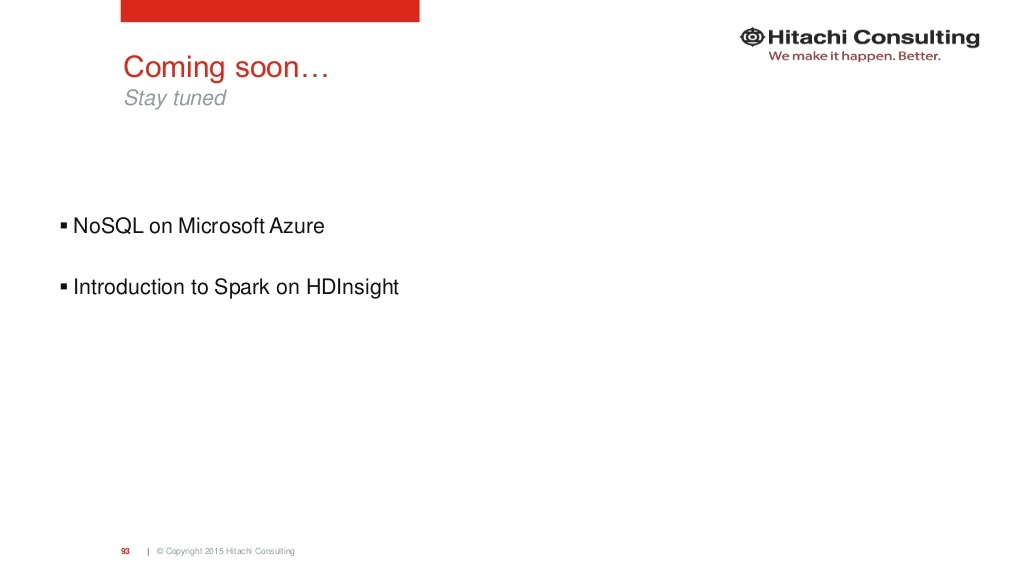 Hitachi Consulting
We make it happen. Better.
Coming soon…
Stay tuned
▪ NoSQL on Microsoft Azure
▪ Introduction to Spark on HDInsight
93 | © Copyright 2015 Hitachi Consulting